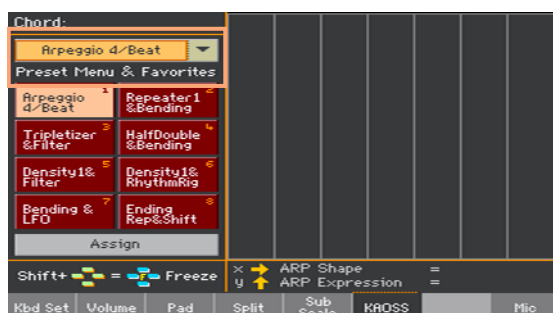 Chord:
Arpeggio 4/Beat
Preset Menu & Favorites
Arpeggio 4/Beat 1
Repeater1 &Bending 2
Tripletizer &Filter 3
HalfDouble &Bending 4
Density1& Filter 5
Density1& RhythmRig 6
Bending & LFO 7
Ending Rep&Shift 8
Assign
Shift+ = F Freeze
x ARP Shape =
y ARP Expression =
Kbd Set Volume Pad Split Sub Scale KAOSS Mic